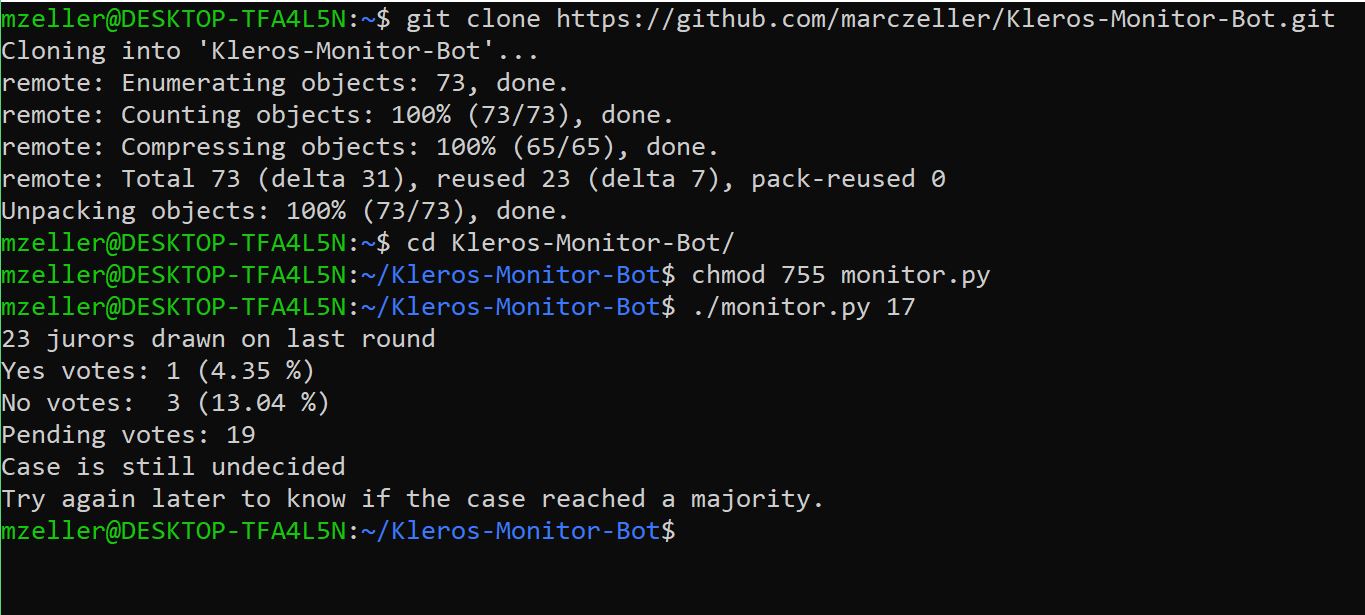 mzeller@DESKTOP-TFA4L5N:~$ git clone https://github.com/marczeller/Kleros-Monitor-Bot.git
Cloning into 'Kleros-Monitor-Bot'...
remote: Enumerating objects: 73, done.
remote: Counting objects: 100% (73/73), done.
remote: Compressing objects: 100% (65/65), done.
remote: Total 73 (delta 31), reused 23 (delta 7), pack-reused 0
Unpacking objects: 100% (73/73), done.
mzeller@DESKTOP-TFA4L5N:~$ cd Kleros-Monitor-Bot/
mzeller@DESKTOP-TFA4L5N:~/Kleros-Monitor-Bot$ chmod 755 monitor.py
mzeller@DESKTOP-TFA4L5N:~/Kleros-Monitor-Bot$ ./monitor.py 17
23 jurors drawn on last round
Yes votes: 1 (4.35 %)
No votes:  3 (13.04 %)
Pending votes: 19
Case is still undecided
Try again later to know if the case reached a majority.
mzeller@DESKTOP-TFA4L5N:~/Kleros-Monitor-Bot$